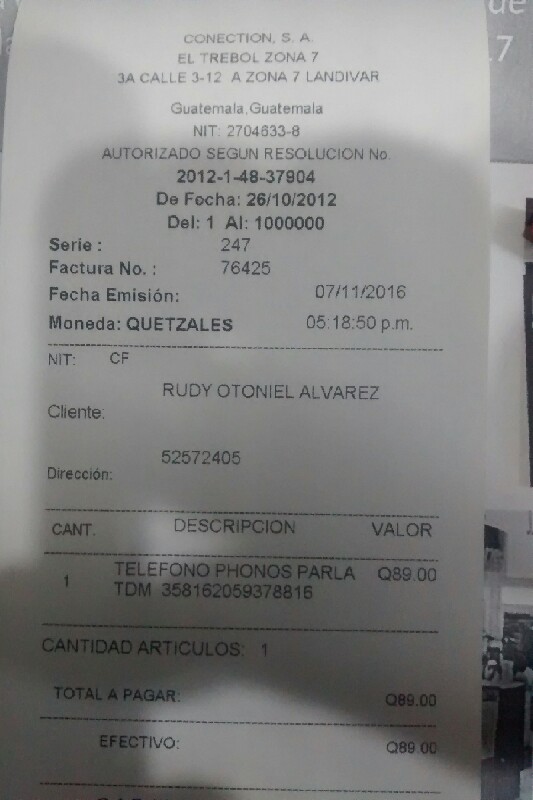 CONECTION, S. A.
EL TREBOL ZONA 7
3A CALLE 3-12 A ZONA 7 LANDIVAR
Guatemala,Guatemala
NIT: 2704633-8
AUTORIZADO SEGUN RESOLUCION No.
2012-1-48-37904
De Fecha: 26/10/2012
Del: 1 Al: 1000000
Serie : 247
Factura No. : 76425
Fecha Emisión: 07/11/2016
Moneda: QUETZALES 05:18:50 p.m.
NIT: CF
RUDY OTONIEL ALVAREZ
Cliente:
52572405
Dirección:
CANT. DESCRIPCION VALOR
1 TELEFONO PHONOS PARLA Q89.00
TDM 358162059378816
CANTIDAD ARTICULOS: 1
TOTAL A PAGAR: Q89.00
EFECTIVO: Q89.00
de
7